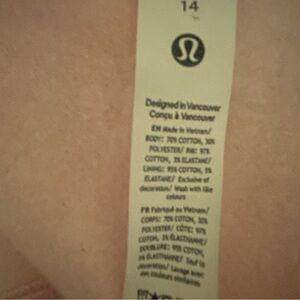 14
Designed in Vancouver
Conçu à Vancouver
EN Made in Vietnam/
BODY: 70% COTTON, 30%
POLYESTER/ RIB: 97%
COTTON, 3% ELASTANE/
LINING: 95% COTTON, 5%
ELASTANE/ Exclusive of
decoration/ Wash with like
colours
FR Fabriqué au Vietnam/
CORPS: 70% COTON, 30%
POLYESTER/ CÔTE: 97%
COTON, 3% ÉLASTHANNE/
DOUBLURE: 95% COTON,
5% ÉLASTHANNE/ Sauf la
décoration/ Lavage avec
des couleurs similaires